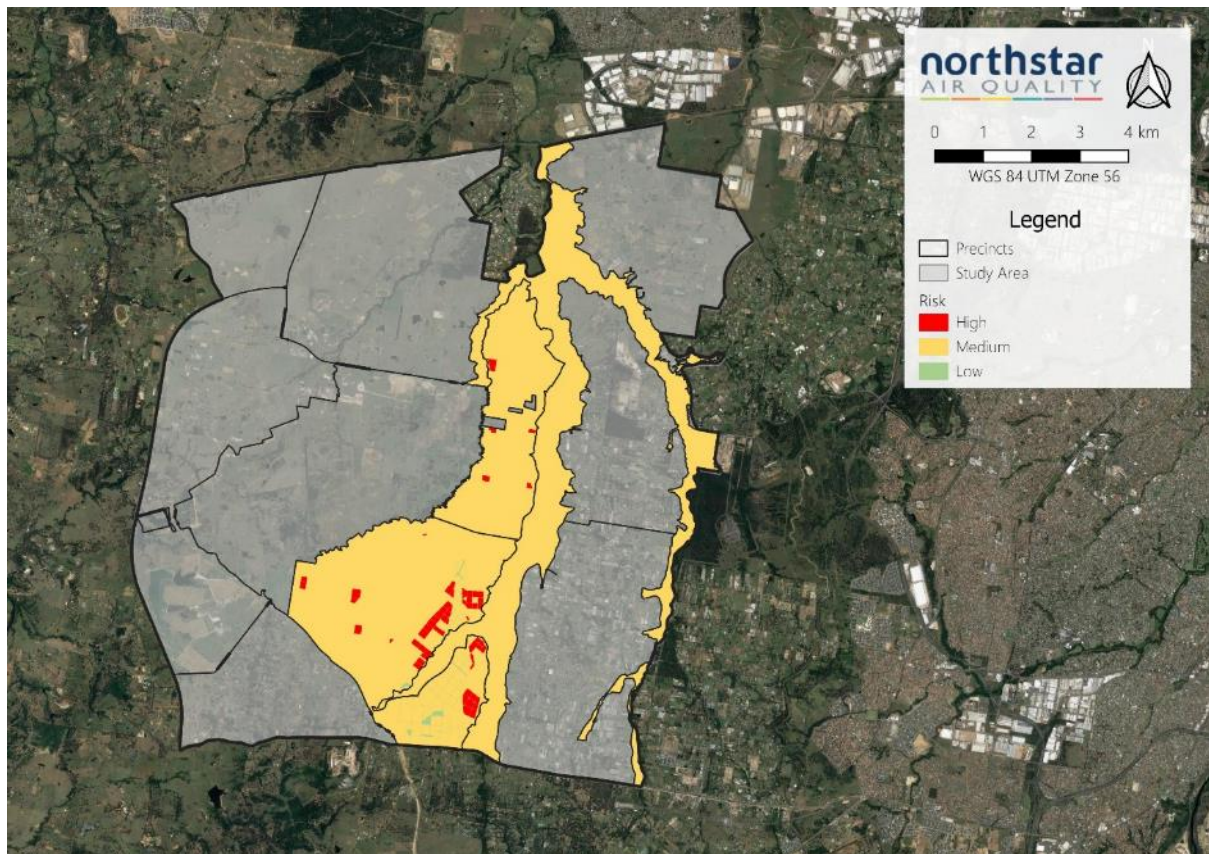 northstar
AIR QUALITY
N
0 1 2 3 4 km
WGS 84 UTM Zone 56
Legend
Precincts
Study Area
Risk
High
Medium
Low